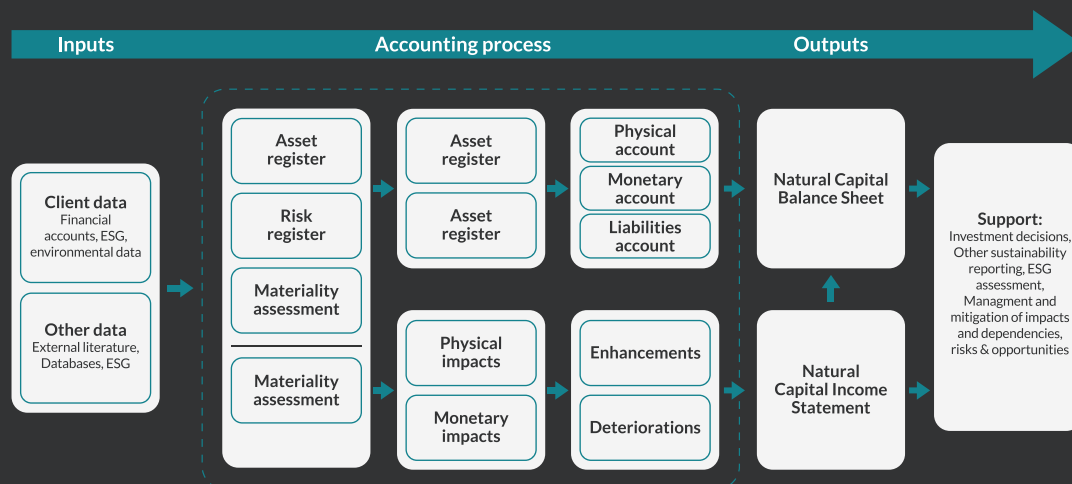 Inputs
Accounting process
Outputs
Client data
Financial
accounts, ESG,
environmental data
Other data
External literature,
Databases, ESG
Asset
register
Risk
register
Materiality
assessment
Materiality
assessment
Asset
register
Asset
register
Physical
account
Monetary
account
Liabilities
account
Physical
impacts
Monetary
impacts
Enhancements
Deteriorations
Natural Capital
Balance Sheet
Natural
Capital Income
Statement
Support:
Investment decisions,
Other sustainability
reporting, ESG
assessment,
Managment and
mitigation of impacts
and dependencies,
risks & opportunities